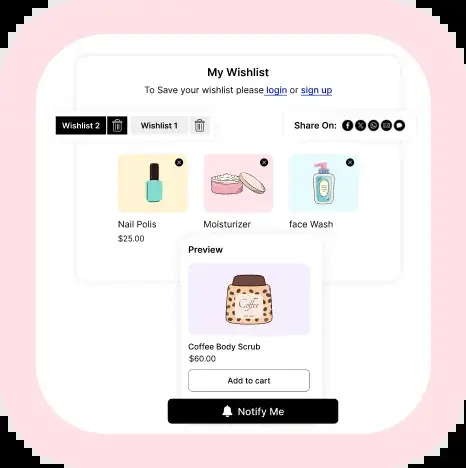 My Wishlist
To Save your wishlist please login or sign up
Wishlist 2 Wishlist 1 Share On:
Nail Polis Moisturizer face Wash
$25.00
Preview
Coffee
Coffee Body Scrub
$60.00
Add to cart
Notify Me